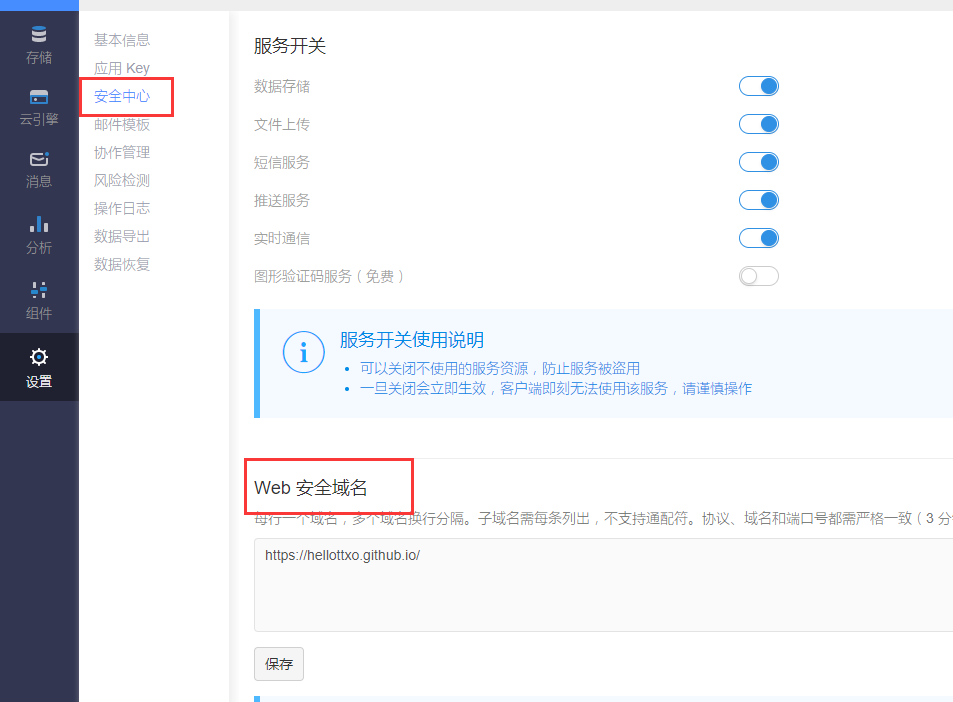 存储
云引擎
消息
分析
组件
设置
基本信息
应用 Key
安全中心
邮件模板
协作管理
风险检测
操作日志
数据导出
数据恢复
服务开关
数据存储
文件上传
短信服务
推送服务
实时通信
图形验证码服务（免费）
服务开关使用说明
可以关闭不使用的服务资源，防止服务被盗用
一旦关闭会立即生效，客户端即刻无法使用该服务，请谨慎操作
Web 安全域名
每行一个域名，多个域名换行分隔。子域名需每条列出，不支持通配符。协议、域名和端口号都需严格一致（3 分
https://hellottxo.github.io/
保存